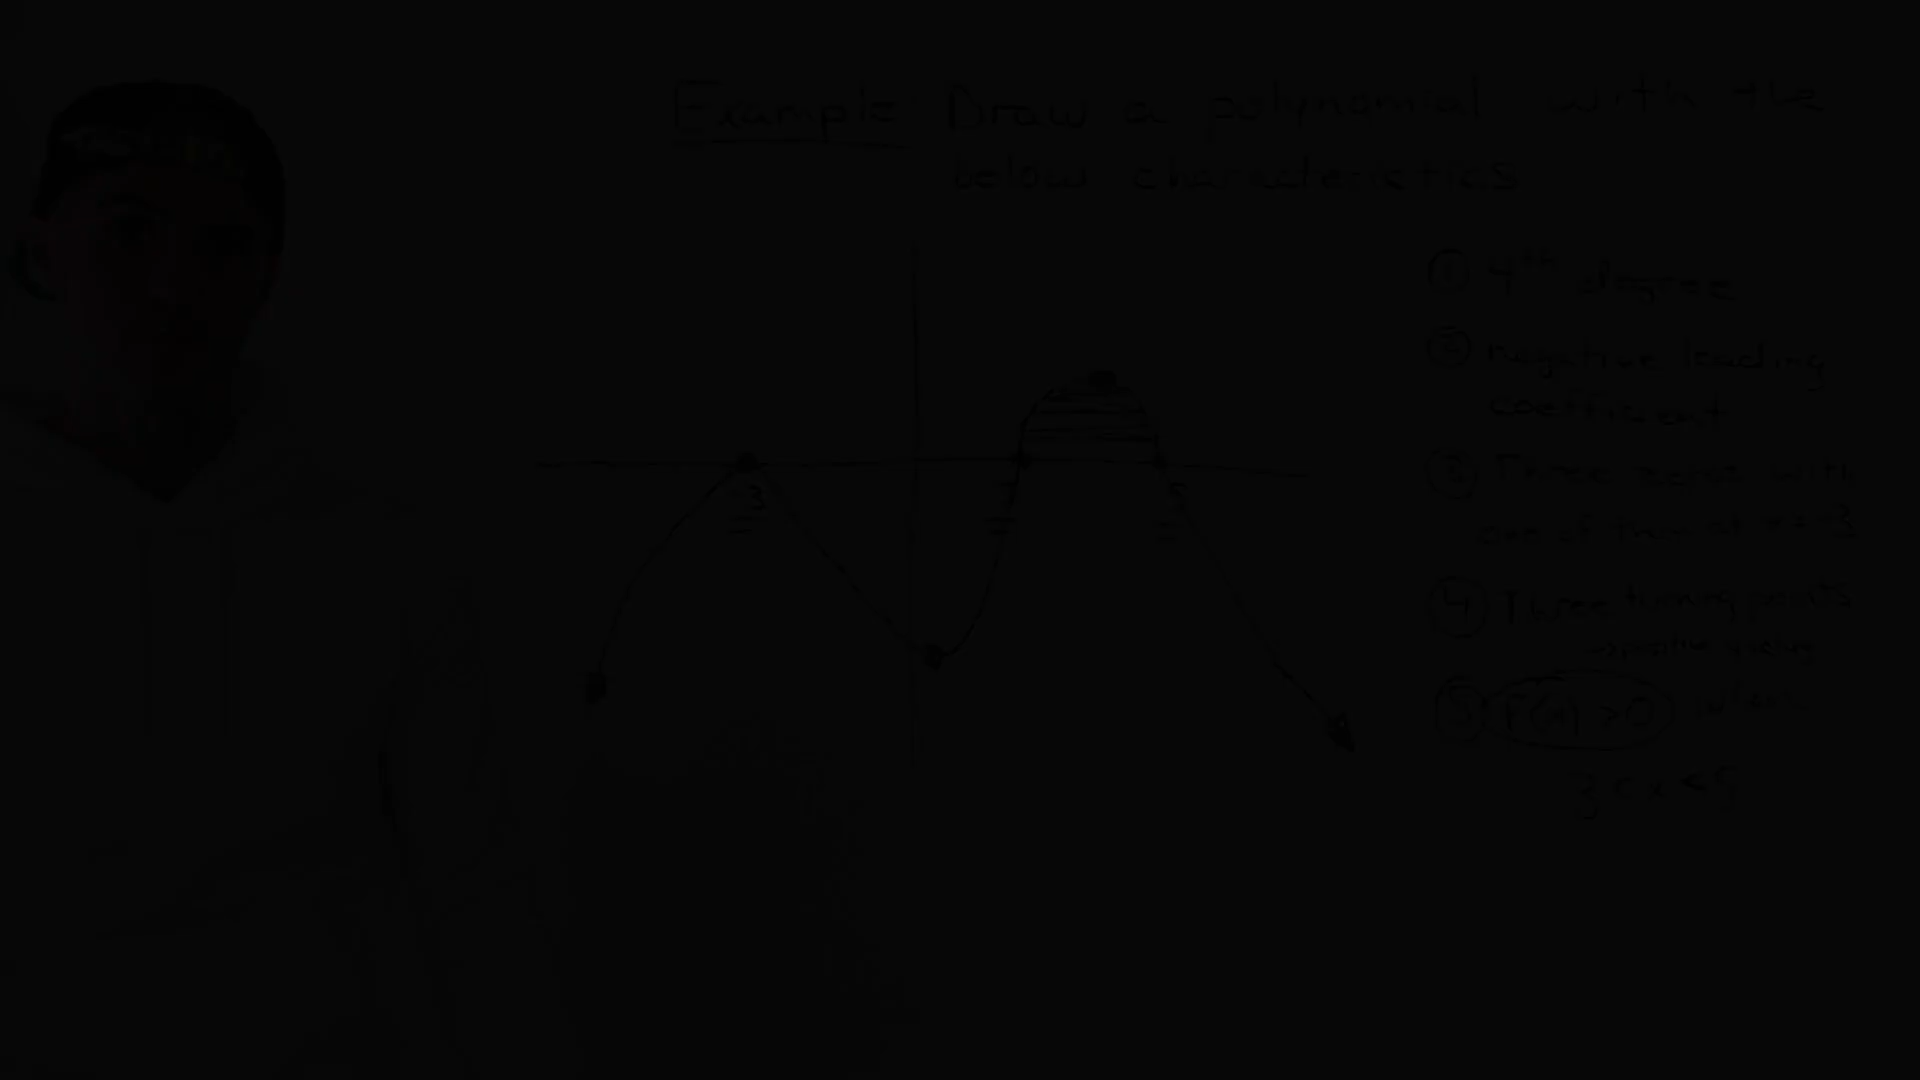 Example: Draw a polynomial with the
below characteristics
① 4th degree
② negative leading
coefficient
③ Three zeros with
one of them at x = -3
④ Three turning points
⑤ f(x) > 0 when
3 < x < 5
-3
3
5